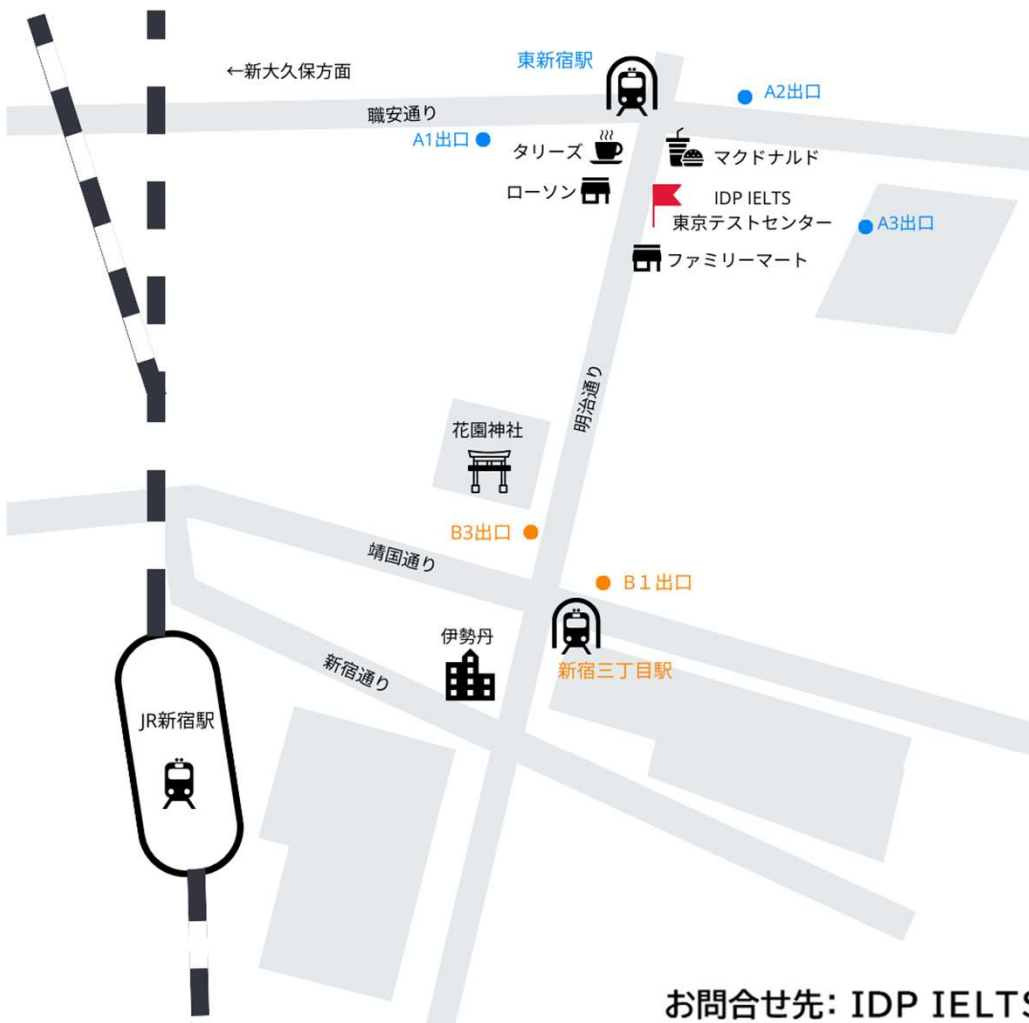 東新宿駅
←新大久保方面
A2出口
職安通り
A1出口
タリーズ
マクドナルド
ローソン
IDP IELTS
東京テストセンター
A3出口
ファミリーマート
明治通り
花園神社
B3出口
靖国通り
B１出口
伊勢丹
新宿通り
新宿三丁目駅
JR新宿駅
お問合せ先: IDP IELTS